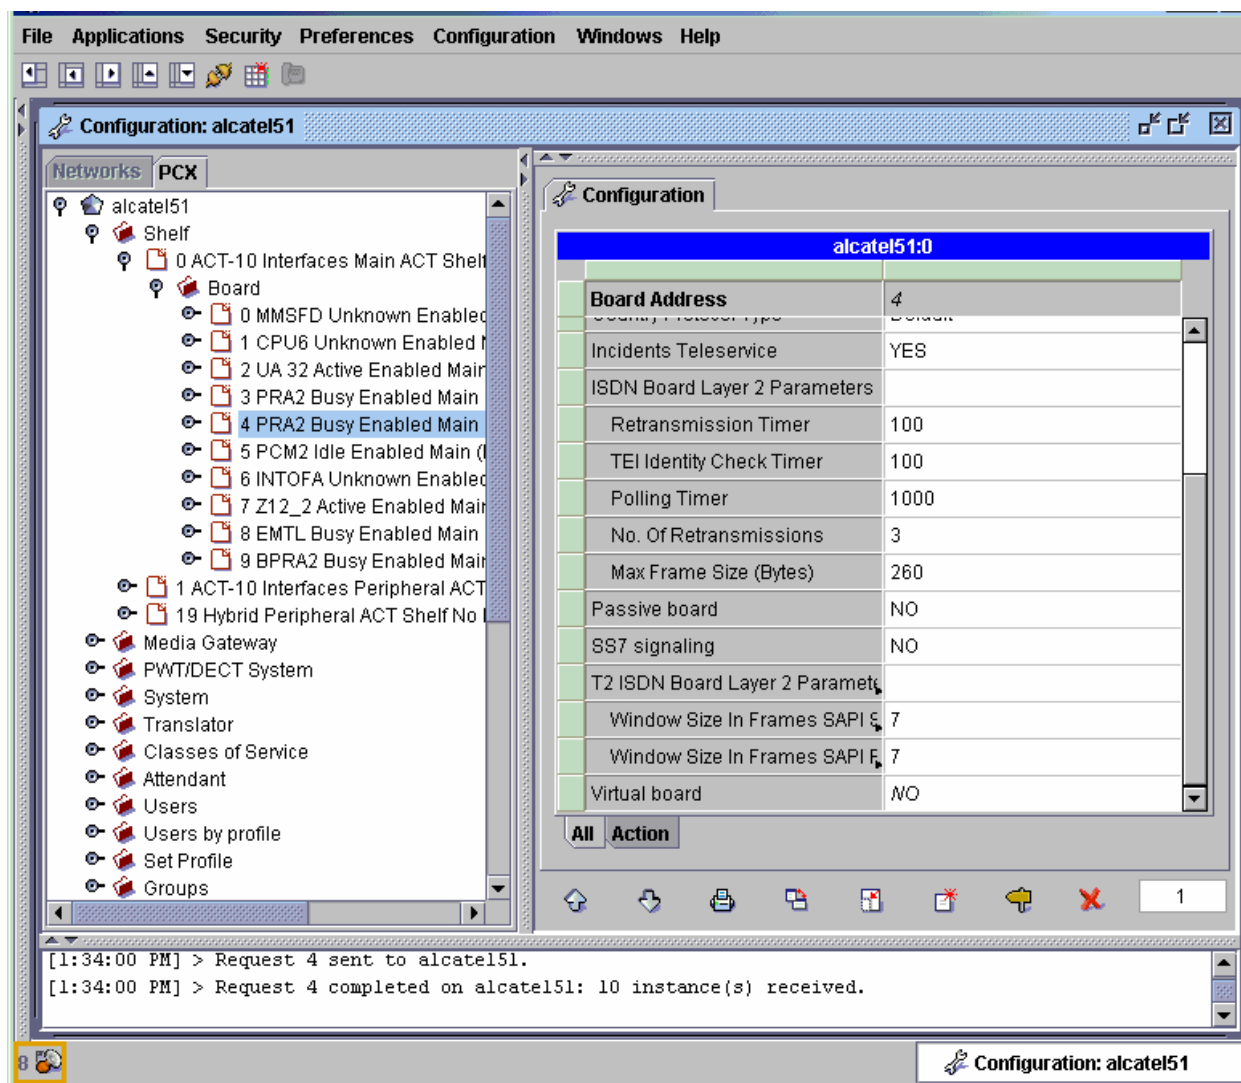 File Applications Security Preferences Configuration Windows Help
Configuration: alcatel51
Networks PCX
alcatel51
Shelf
0 ACT-10 Interfaces Main ACT Shelf
Board
0 MMSFD Unknown Enabled
1 CPU6 Unknown Enabled
2 UA 32 Active Enabled Main
3 PRA2 Busy Enabled Main
4 PRA2 Busy Enabled Main
5 PCM2 Idle Enabled Main (
6 INTOFA Unknown Enabled
7 Z12_2 Active Enabled Main
8 EMTL Busy Enabled Main
9 BPRA2 Busy Enabled Main
1 ACT-10 Interfaces Peripheral ACT
19 Hybrid Peripheral ACT Shelf No
Media Gateway
PWT/DECT System
System
Translator
Classes of Service
Attendant
Users
Users by profile
Set Profile
Groups
Configuration
alcatel51:0
Board Address 4
Country Protocol Type Default
Incidents Teleservice YES
ISDN Board Layer 2 Parameters
Retransmission Timer 100
TEI Identity Check Timer 100
Polling Timer 1000
No. Of Retransmissions 3
Max Frame Size (Bytes) 260
Passive board NO
SS7 signaling NO
T2 ISDN Board Layer 2 Paramete
Window Size In Frames SAPI S 7
Window Size In Frames SAPI P 7
Virtual board NO
All Action
1
[1:34:00 PM] > Request 4 sent to alcatel51.
[1:34:00 PM] > Request 4 completed on alcatel51: 10 instance(s) received.
8
Configuration: alcatel51